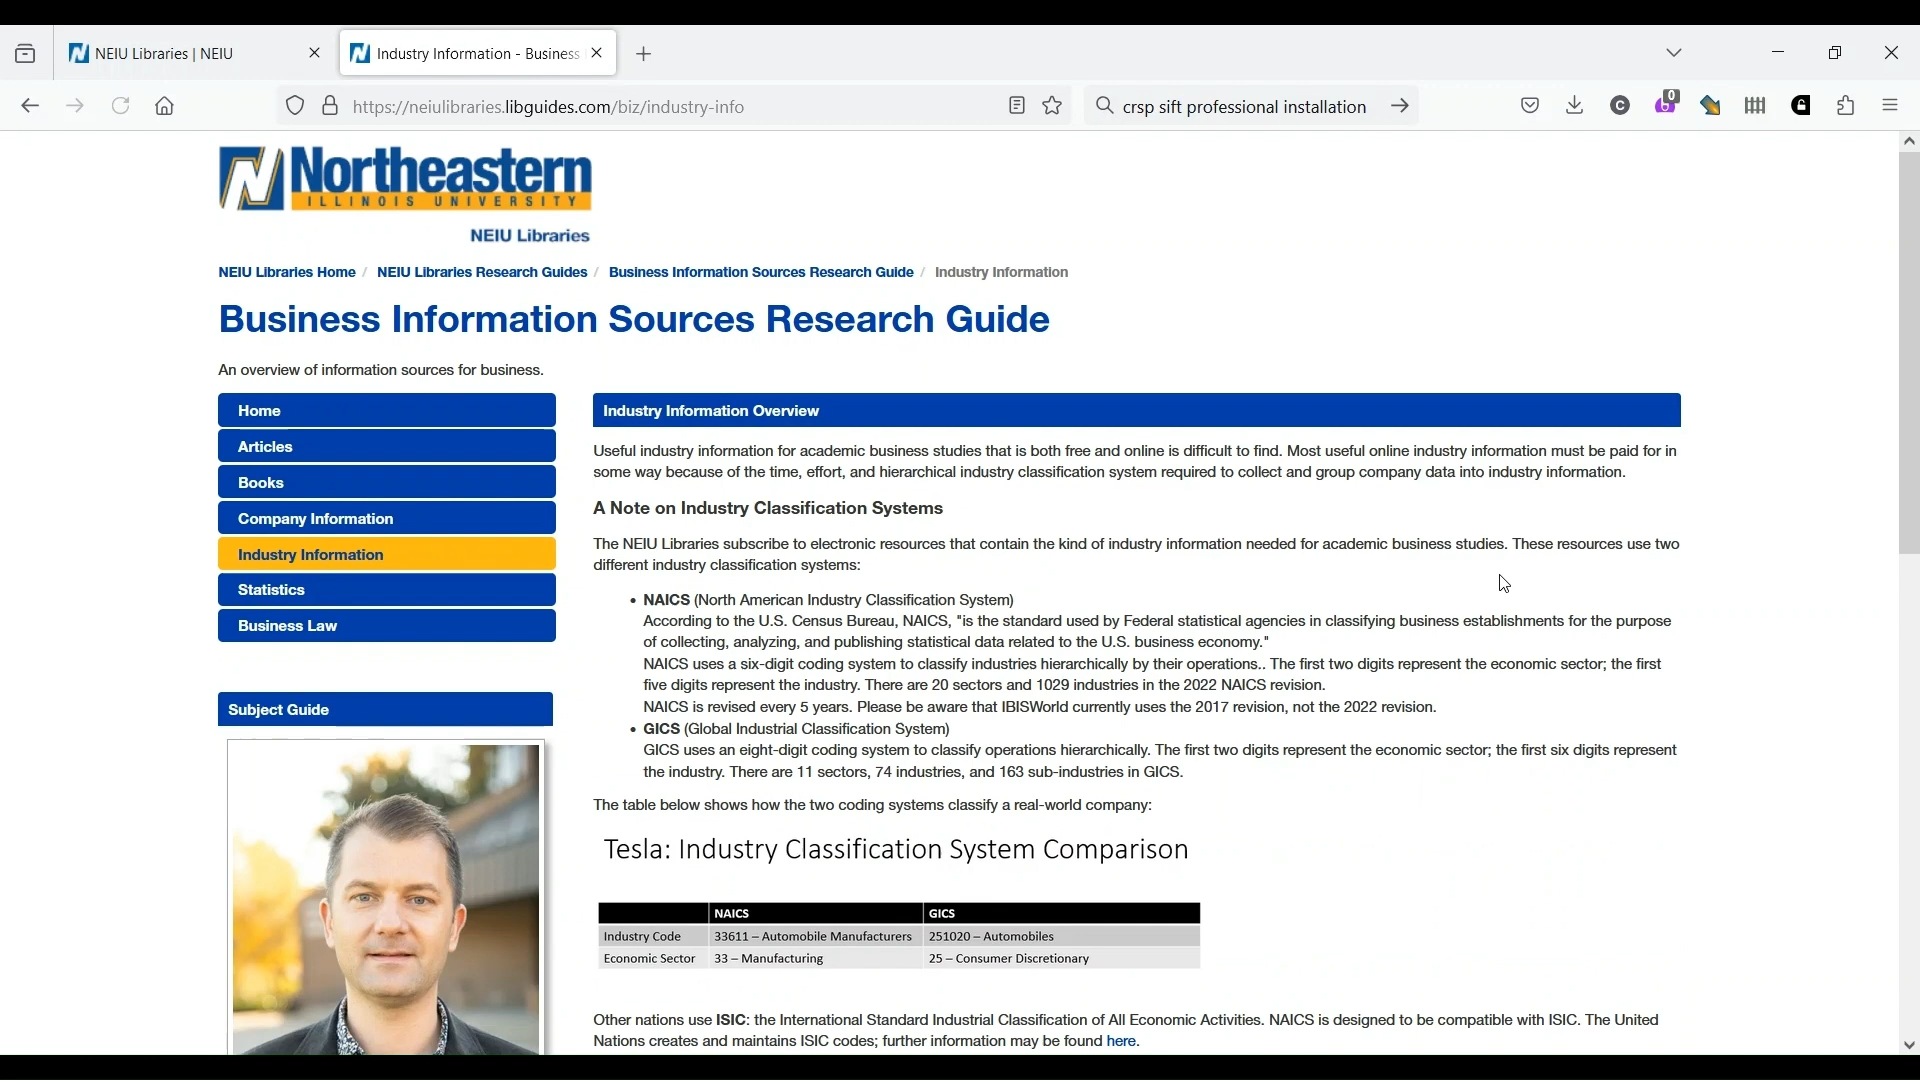 NEIU Libraries | NEIU
Industry Information - Business
https://neiulibraries.libguides.com/biz/industry-info
crsp sift professional installation
C
0
Northeastern
ILLINOIS UNIVERSITY
NEIU Libraries
NEIU Libraries Home / NEIU Libraries Research Guides / Business Information Sources Research Guide / Industry Information
Business Information Sources Research Guide
An overview of information sources for business.
Home
Articles
Books
Company Information
Industry Information
Statistics
Business Law
Subject Guide
Industry Information Overview
Useful industry information for academic business studies that is both free and online is difficult to find. Most useful online industry information must be paid for in
some way because of the time, effort, and hierarchical industry classification system required to collect and group company data into industry information.
A Note on Industry Classification Systems
The NEIU Libraries subscribe to electronic resources that contain the kind of industry information needed for academic business studies. These resources use two
different industry classification systems:
• NAICS (North American Industry Classification System)
According to the U.S. Census Bureau, NAICS, "is the standard used by Federal statistical agencies in classifying business establishments for the purpose
of collecting, analyzing, and publishing statistical data related to the U.S. business economy."
NAICS uses a six-digit coding system to classify industries hierarchically by their operations.. The first two digits represent the economic sector; the first
five digits represent the industry. There are 20 sectors and 1029 industries in the 2022 NAICS revision.
NAICS is revised every 5 years. Please be aware that IBISWorld currently uses the 2017 revision, not the 2022 revision.
• GICS (Global Industrial Classification System)
GICS uses an eight-digit coding system to classify operations hierarchically. The first two digits represent the economic sector; the first six digits represent
the industry. There are 11 sectors, 74 industries, and 163 sub-industries in GICS.
The table below shows how the two coding systems classify a real-world company:
Tesla: Industry Classification System Comparison
NAICS GICS
Industry Code 33611 – Automobile Manufacturers 251020 – Automobiles
Economic Sector 33 – Manufacturing 25 – Consumer Discretionary
Other nations use ISIC: the International Standard Industrial Classification of All Economic Activities. NAICS is designed to be compatible with ISIC. The United
Nations creates and maintains ISIC codes; further information may be found here.